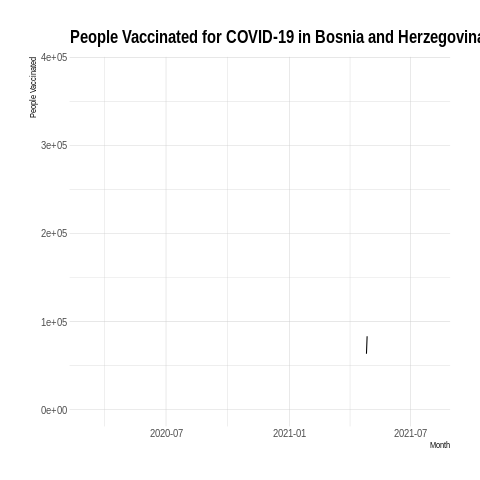 People Vaccinated for COVID-19 in Bosnia and Herzegovina
People Vaccinated
4e+05
3e+05
2e+05
1e+05
0e+00
2020-07
2021-01
2021-07
Month